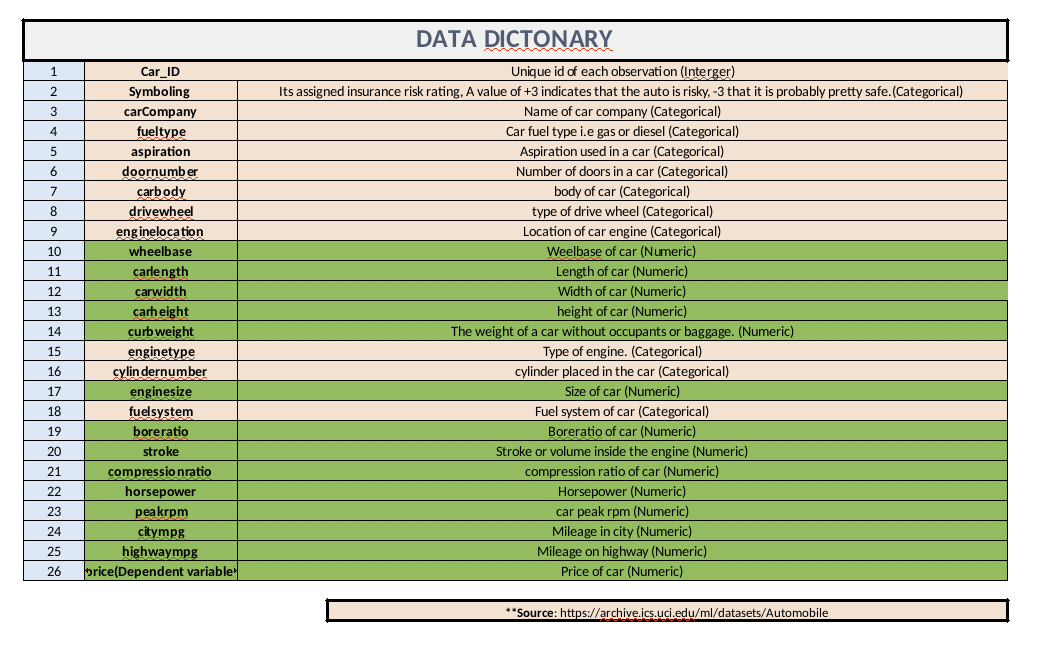 DATA DICTONARY
1 Car_ID Unique id of each observation (Interger)
2 Symboling Its assigned insurance risk rating, A value of +3 indicates that the auto is risky, -3 that it is probably pretty safe.(Categorical)
3 carCompany Name of car company (Categorical)
4 fueltype Car fuel type i.e gas or diesel (Categorical)
5 aspiration Aspiration used in a car (Categorical)
6 doornumber Number of doors in a car (Categorical)
7 carbody body of car (Categorical)
8 drivewheel type of drive wheel (Categorical)
9 enginelocation Location of car engine (Categorical)
10 wheelbase Weelbase of car (Numeric)
11 carlength Length of car (Numeric)
12 carwidth Width of car (Numeric)
13 carheight height of car (Numeric)
14 curbweight The weight of a car without occupants or baggage. (Numeric)
15 enginetype Type of engine. (Categorical)
16 cylindernumber cylinder placed in the car (Categorical)
17 enginesize Size of car (Numeric)
18 fuelsystem Fuel system of car (Categorical)
19 boreratio Boreratio of car (Numeric)
20 stroke Stroke or volume inside the engine (Numeric)
21 compressionratio compression ratio of car (Numeric)
22 horsepower Horsepower (Numeric)
23 peakrpm car peak rpm (Numeric)
24 citympg Mileage in city (Numeric)
25 highwaympg Mileage on highway (Numeric)
26 price(Dependent variable Price of car (Numeric)
**Source: https://archive.ics.uci.edu/ml/datasets/Automobile